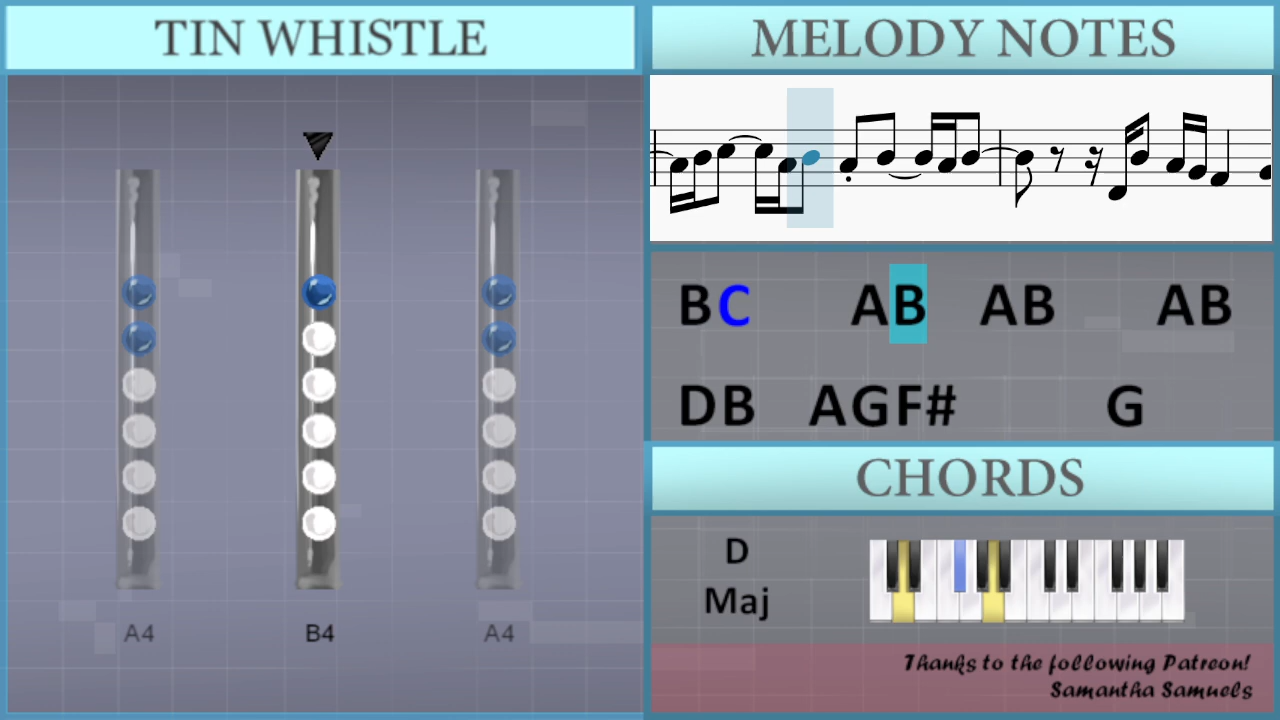 TIN WHISTLE
A4 B4 A4
MELODY NOTES
BC AB AB AB
DB AGF# G
CHORDS
D
Maj
Thanks to the following Patreon!
Samantha Samuels